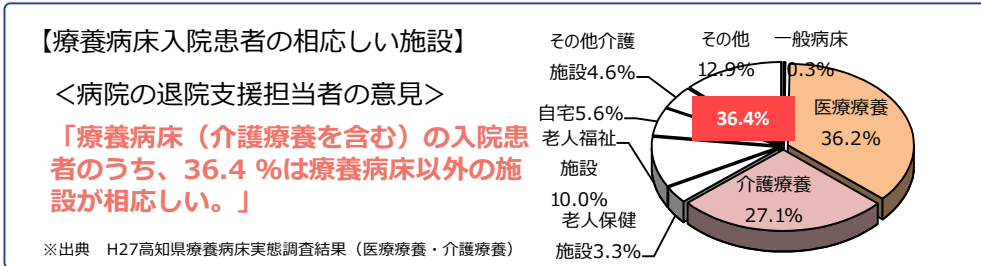 【療養病床入院患者の相応しい施設】
＜病院の退院支援担当者の意見＞
「療養病床（介護療養を含む）の入院患
者のうち、36.4 %は療養病床以外の施
設が相応しい。」
※出典　H27高知県療養病床実態調査結果（医療療養・介護療養）
一般病床
0.3%
医療療養
36.2%
介護療養
27.1%
老人保健
施設3.3%
老人福祉
施設
10.0%
自宅5.6%
その他介護
施設4.6%
その他
12.9%
36.4%